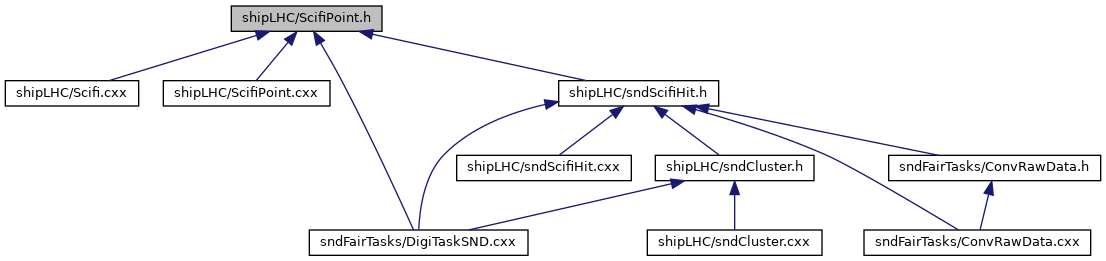 shipLHC/ScifiPoint.h
shipLHC/Scifi.cxx
shipLHC/ScifiPoint.cxx
shipLHC/sndScifiHit.h
shipLHC/sndScifiHit.cxx
shipLHC/sndCluster.h
sndFairTasks/ConvRawData.h
sndFairTasks/DigiTaskSND.cxx
shipLHC/sndCluster.cxx
sndFairTasks/ConvRawData.cxx